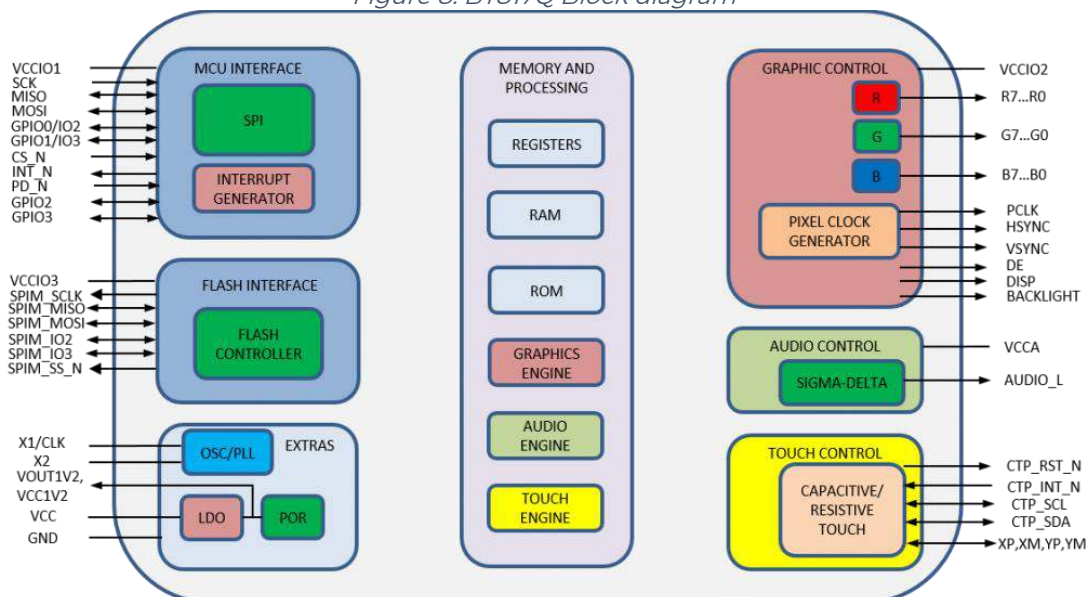 Figure Block diagram
VCCIO1
SCK
MISO
MOSI
GPIO0/IO2
GPIO1/IO3
CS_N
INT_N
PD_N
GPIO2
GPIO3
MCU INTERFACE
SPI
INTERRUPT
GENERATOR
VCCIO3
SPIM_SCLK
SPIM_MISO
SPIM_MOSI
SPIM_IO2
SPIM_IO3
SPIM_SS_N
FLASH INTERFACE
FLASH
CONTROLLER
X1/CLK
X2
VOUT1V2,
VCC1V2
VCC
GND
OSC/PLL
EXTRAS
LDO
POR
MEMORY AND
PROCESSING
REGISTERS
RAM
ROM
GRAPHICS
ENGINE
AUDIO
ENGINE
TOUCH
ENGINE
GRAPHIC CONTROL
R
G
B
PIXEL CLOCK
GENERATOR
VCCIO2
R7...R0
G7...G0
B7...B0
PCLK
HSYNC
VSYNC
DE
DISP
BACKLIGHT
AUDIO CONTROL
SIGMA-DELTA
VCCA
AUDIO_L
TOUCH CONTROL
CAPACITIVE/
RESISTIVE
TOUCH
CTP_RST_N
CTP_INT_N
CTP_SCL
CTP_SDA
XP,XM,YP,YM